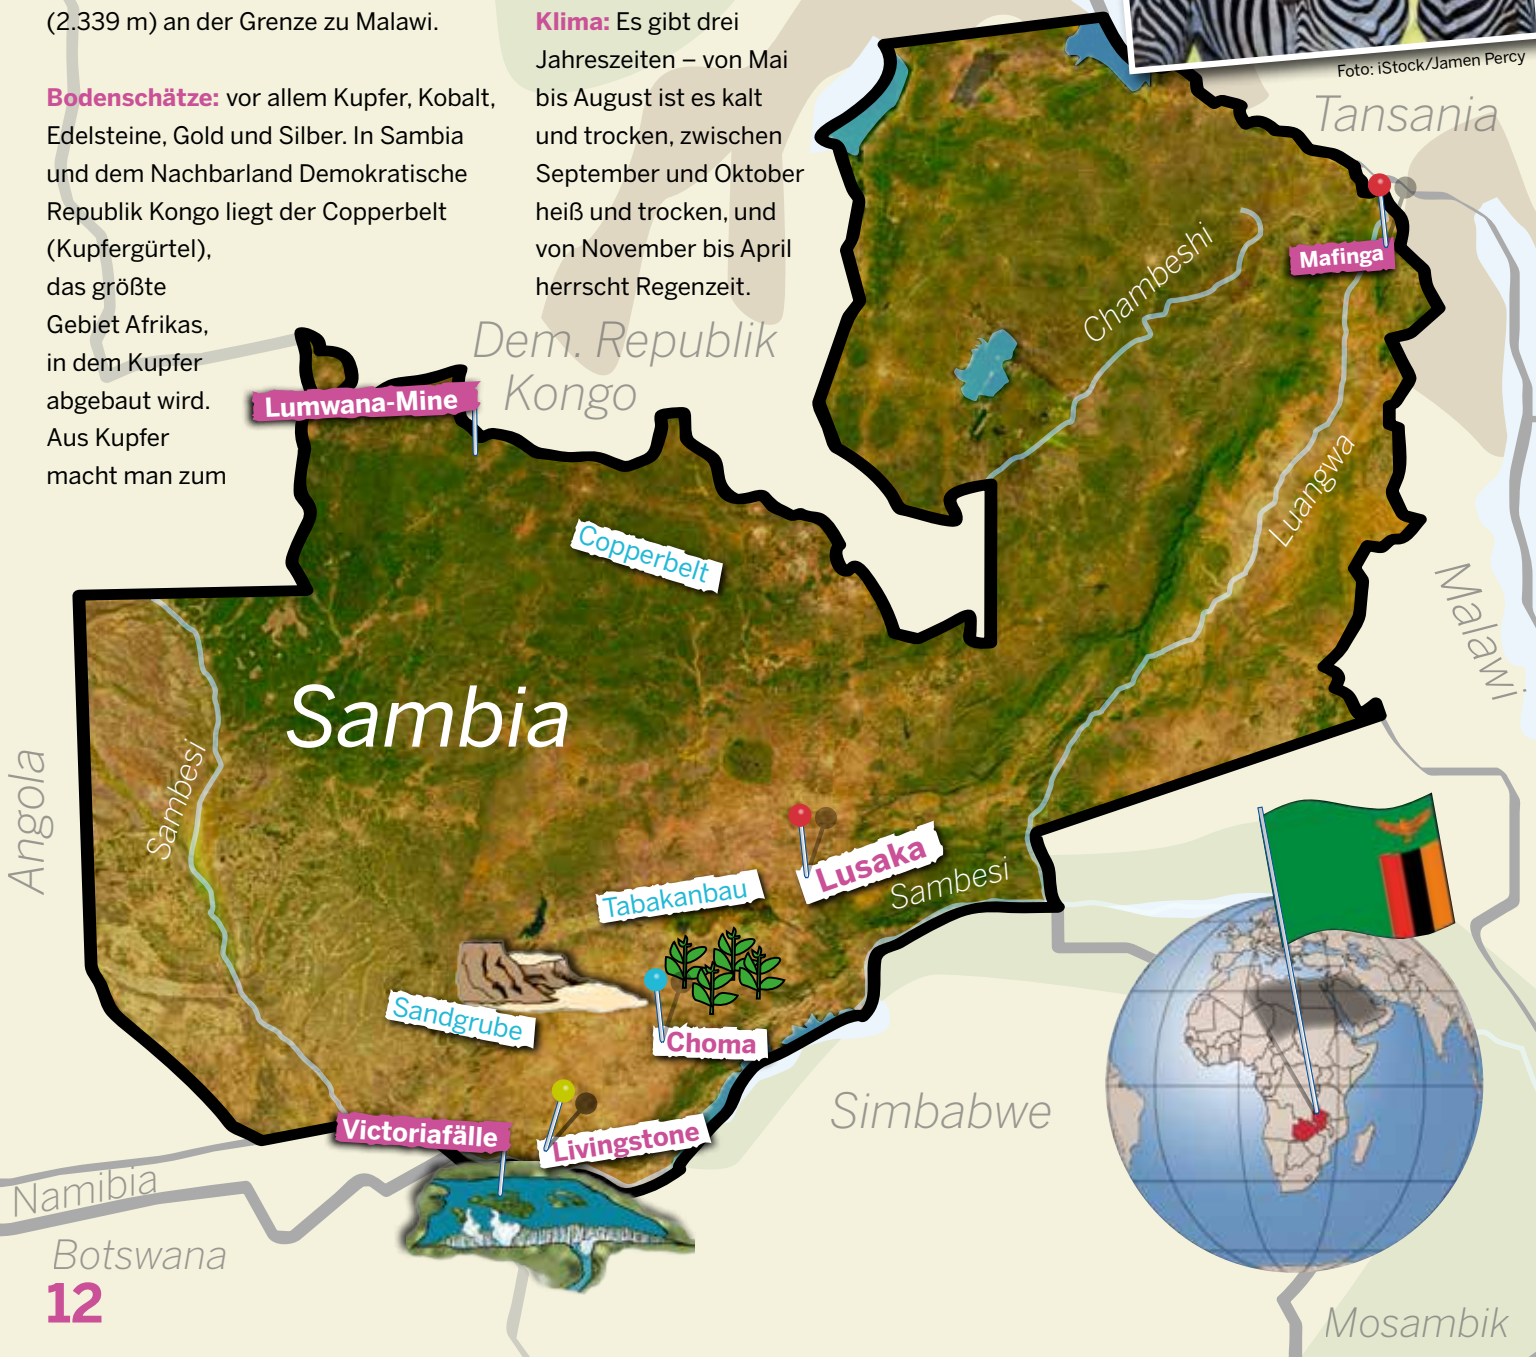 (2.339 m) an der Grenze zu Malawi.
Bodenschätze: vor allem Kupfer, Kobalt,
Edelsteine, Gold und Silber. In Sambia
und dem Nachbarland Demokratische
Republik Kongo liegt der Copperbelt
(Kupfergürtel),
das größte
Gebiet Afrikas,
in dem Kupfer
abgebaut wird.
Aus Kupfer
macht man zum
Klima: Es gibt drei
Jahreszeiten – von Mai
bis August ist es kalt
und trocken, zwischen
September und Oktober
heiß und trocken, und
von November bis April
herrscht Regenzeit.
Foto: iStock/Jamen Percy
Tansania
Mafinga
Chambeshi
Dem. Republik
Kongo
Lumwana-Mine
Luangwa
Copperbelt
Malawi
Sambia
Angola
Sambesi
Lusaka
Sambesi
Tabakanbau
Sandgrube
Choma
Simbabwe
Victoriafälle
Livingstone
Namibia
Botswana
12
Mosambik